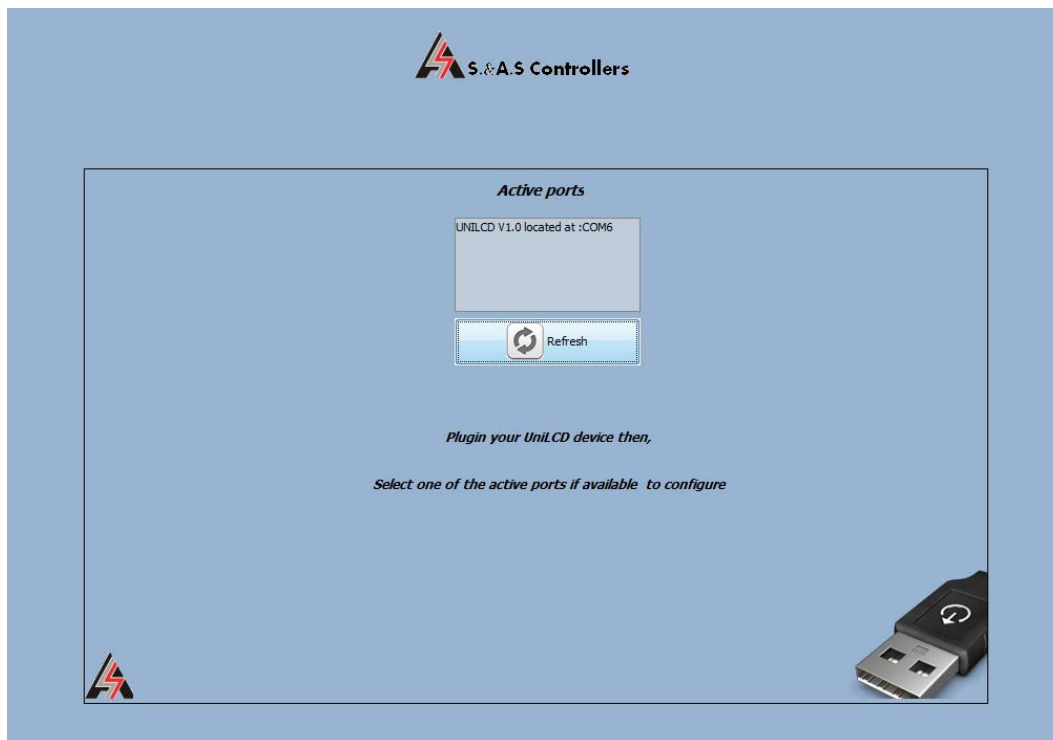 S.&A.S Controllers
Active ports
UNILCD V1.0 located at :COM6
Refresh
Plugin your UniLCD device then,
Select one of the active ports if available to configure